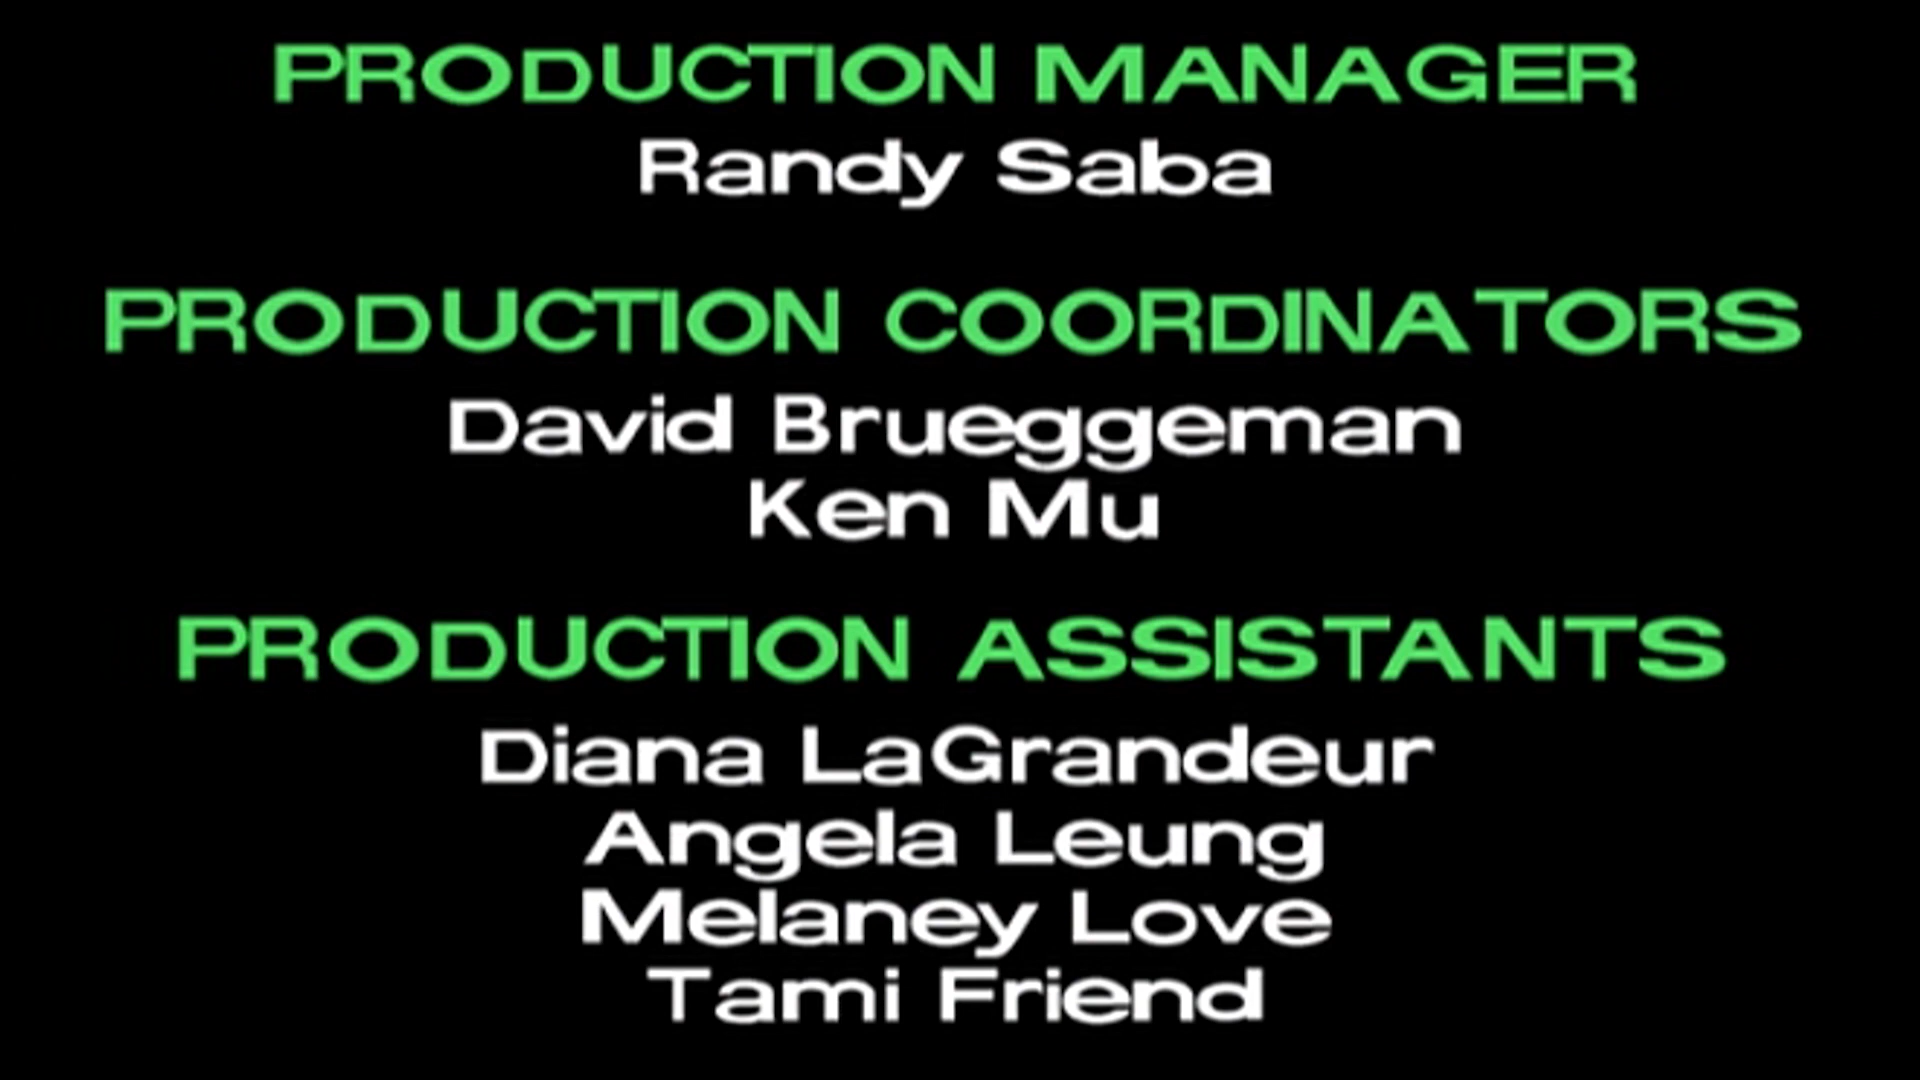 PRODUCTION MANAGER
Randy Saba
PRODUCTION COORDINATORS
David Brueggeman
Ken Mu
PRODUCTION ASSISTANTS
Diana LaGrandeur
Angela Leung
Melaney Love
Tami Friend